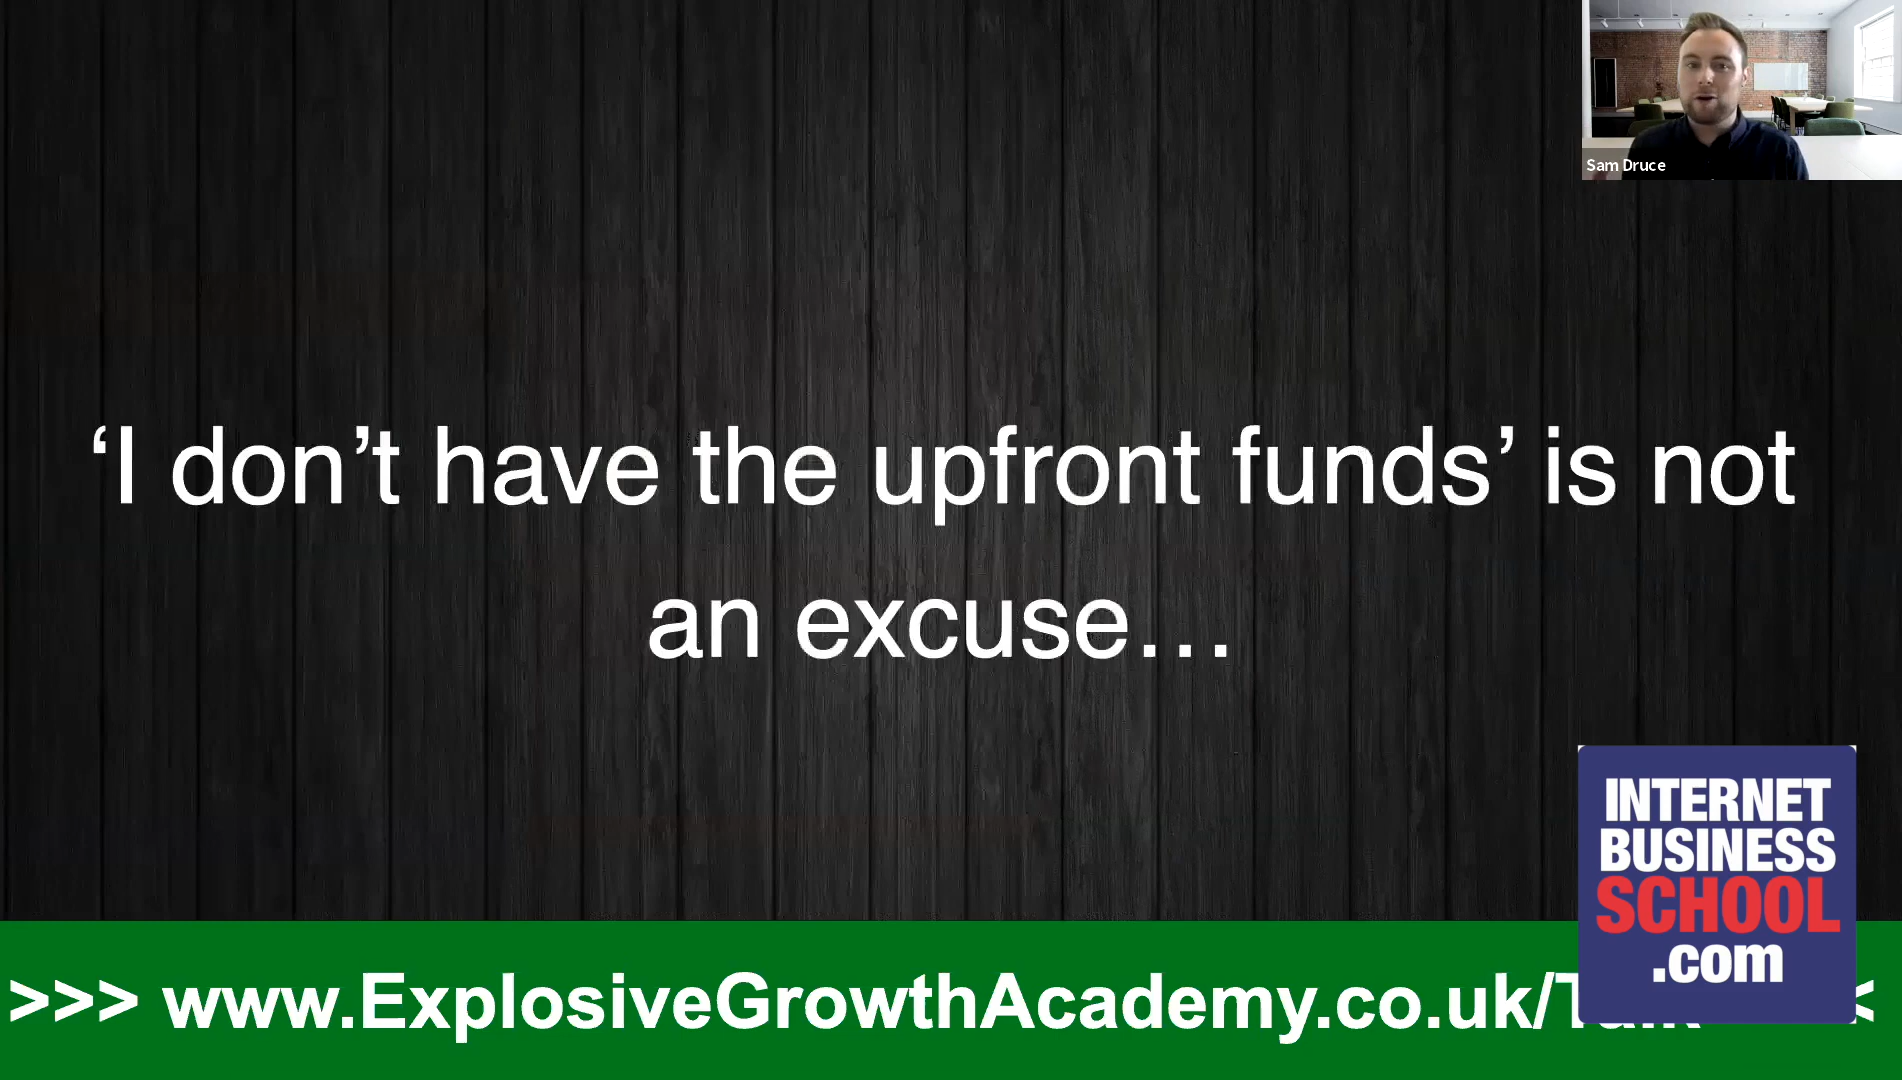 Sam Druce
‘I don’t have the upfront funds’ is not
an excuse…
INTERNET
BUSINESS
SCHOOL
.com
>>> www.ExplosiveGrowthAcademy.co.uk/Talk <